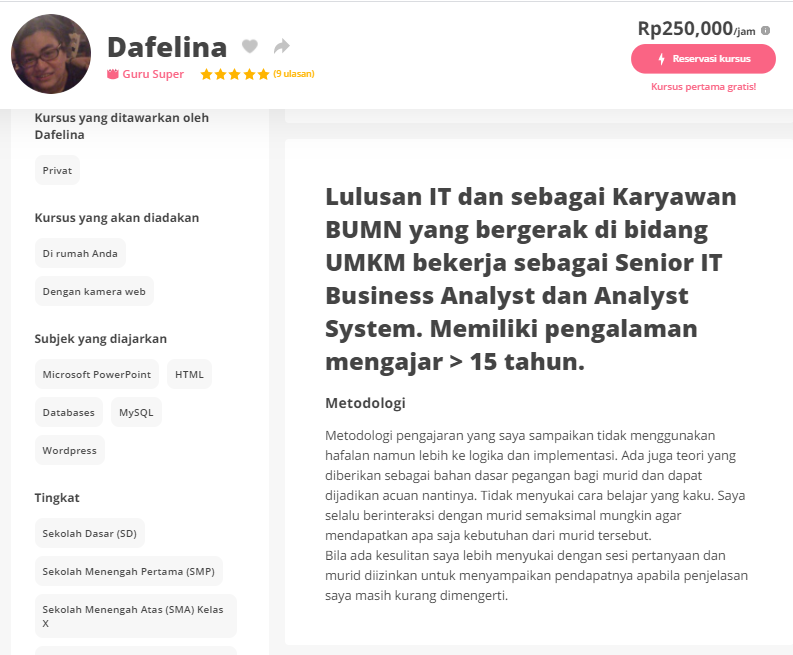 Dafelina
Guru Super
(9 ulasan)
Rp250,000/jam
Reservasi kursus
Kursus pertama gratis!
Kursus yang ditawarkan oleh
Dafelina
Privat
Kursus yang akan diadakan
Di rumah Anda
Dengan kamera web
Subjek yang diajarkan
Microsoft PowerPoint
HTML
Databases
MySQL
Wordpress
Tingkat
Sekolah Dasar (SD)
Sekolah Menengah Pertama (SMP)
Sekolah Menengah Atas (SMA) Kelas
X
Lulusan IT dan sebagai Karyawan
BUMN yang bergerak di bidang
UMKM bekerja sebagai Senior IT
Business Analyst dan Analyst
System. Memiliki pengalaman
mengajar > 15 tahun.
Metodologi
Metodologi pengajaran yang saya sampaikan tidak menggunakan
hafalan namun lebih ke logika dan implementasi. Ada juga teori yang
diberikan sebagai bahan dasar pegangan bagi murid dan dapat
dijadikan acuan nantinya. Tidak menyukai cara belajar yang kaku. Saya
selalu berinteraksi dengan murid semaksimal mungkin agar
mendapatkan apa saja kebutuhan dari murid tersebut.
Bila ada kesulitan saya lebih menyukai dengan sesi pertanyaan dan
murid diizinkan untuk menyampaikan pendapatnya apabila penjelasan
saya masih kurang dimengerti.